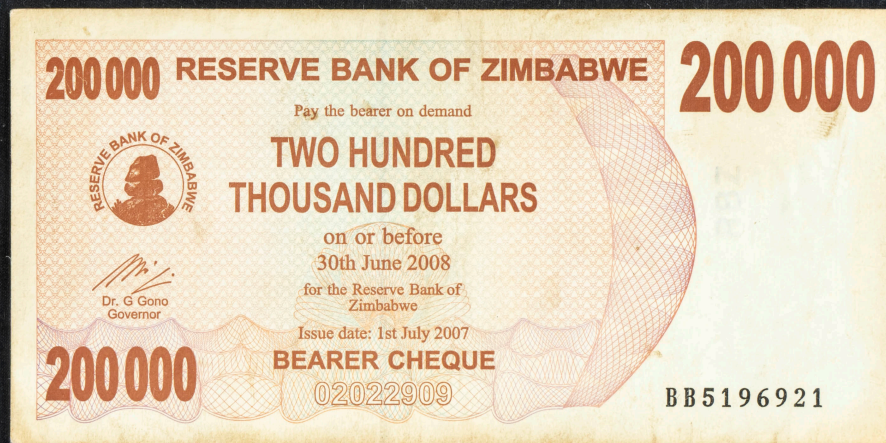 200 000 RESERVE BANK OF ZIMBABWE 200 000
Pay the bearer on demand
TWO HUNDRED
THOUSAND DOLLARS
RESERVE BANK OF ZIMBABWE
on or before
30th June 2008
for the Reserve Bank of
Zimbabwe
Dr. G Gono
Governor
Issue date: 1st July 2007
200 000 BEARER CHEQUE
02022909
BB5196921